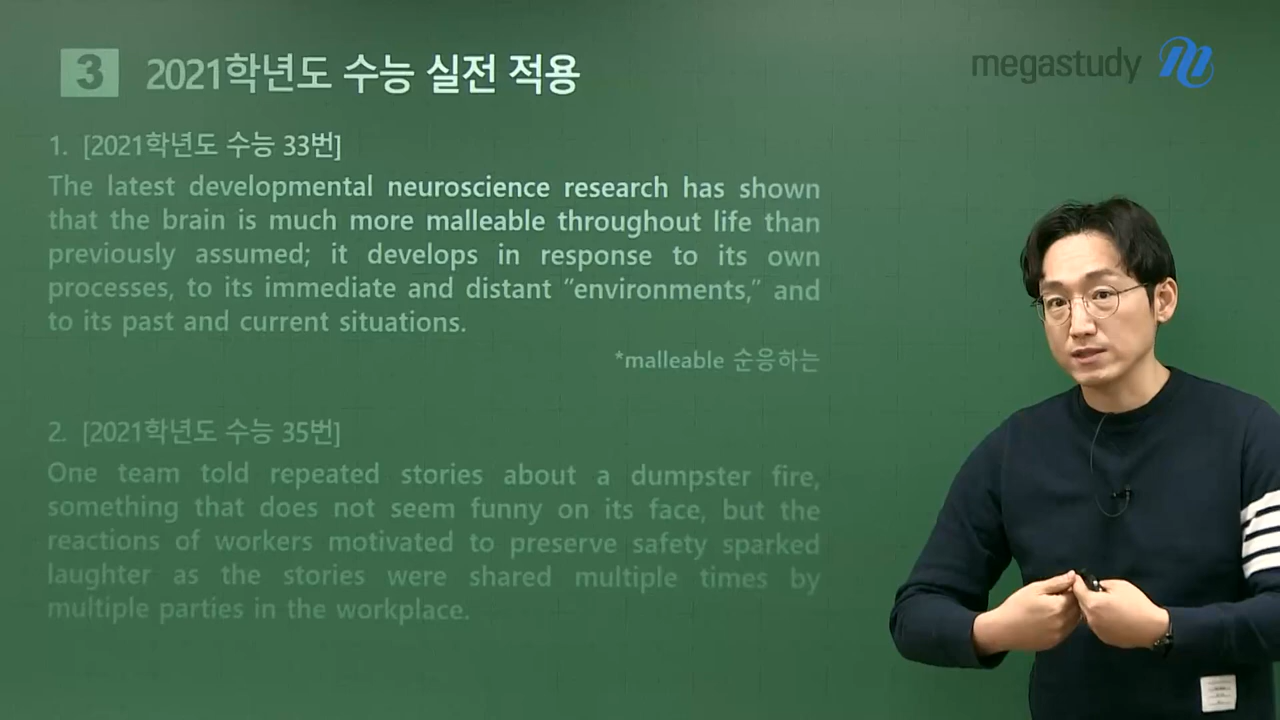 3 2021학년도 수능 실전 적용
megastudy
1. [2021학년도 수능 33번]
The latest developmental neuroscience research has shown
that the brain is much more malleable throughout life than
previously assumed; it develops in response to its own
processes, to its immediate and distant “environments,” and
to its past and current situations.
*malleable 순응하는
2. [2021학년도 수능 35번]
One team told repeated stories about a dumpster fire,
something that does not seem funny on its face, but the
reactions of workers motivated to preserve safety sparked
laughter as the stories were shared multiple times by
multiple parties in the workplace.